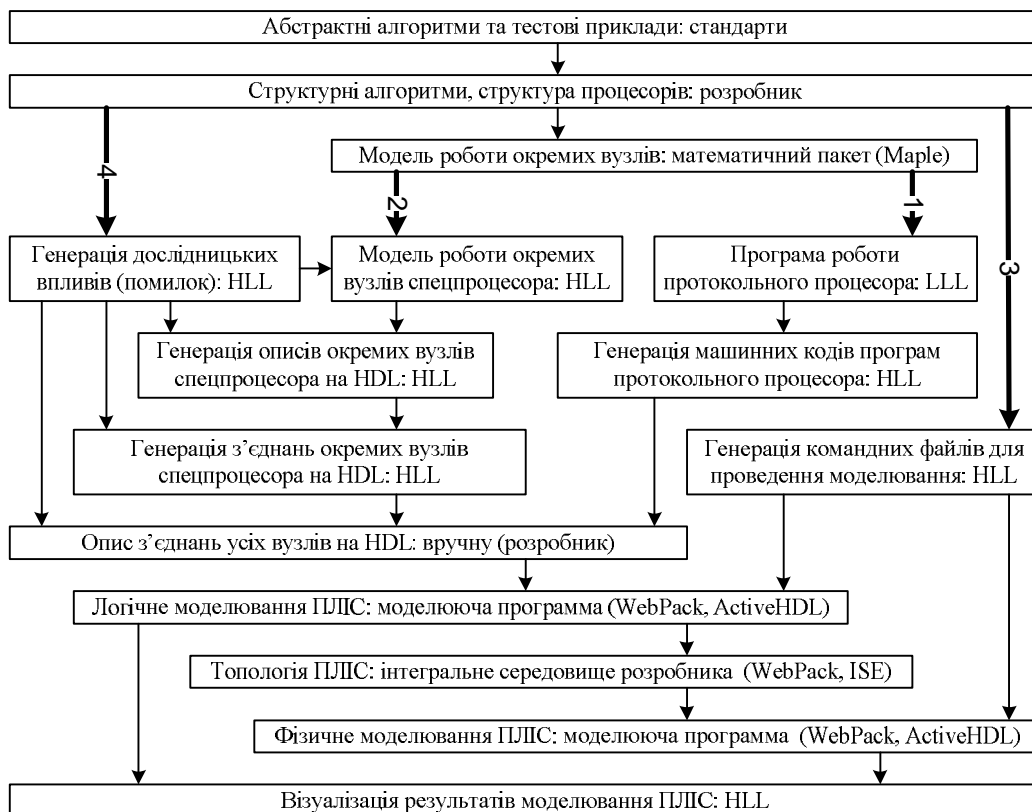 Абстрактні алгоритми та тестові приклади: стандарти
Структурні алгоритми, структура процесорів: розробник
Модель роботи окремих вузлів: математичний пакет (Maple)
4
2
1
3
Генерація дослідницьких
впливів (помилок): HLL
Модель роботи окремих
вузлів спецпроцесора: HLL
Програма роботи
протокольного процесора: LLL
Генерація описів окремих вузлів
спецпроцесора на HDL: HLL
Генерація машинних кодів програм
протокольного процесора: HLL
Генерація з’єднань окремих вузлів
спецпроцесора на HDL: HLL
Генерація командних файлів для
проведення моделювання: HLL
Опис з’єднань усіх вузлів на HDL: вручну (розробник)
Логічне моделювання ПЛІС: моделююча программа (WebPack, ActiveHDL)
Топологія ПЛІС: інтегральне середовище розробника (WebPack, ISE)
Фізичне моделювання ПЛІС: моделююча программа (WebPack, ActiveHDL)
Візуалізація результатів моделювання ПЛІС: HLL